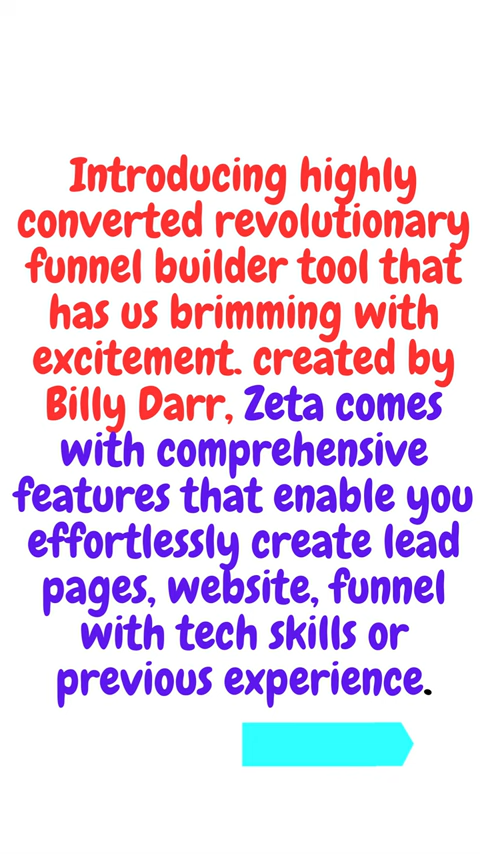 Introducing highly
converted revolutionary
funnel builder tool that
has us brimming with
excitement. created by
Billy Darr, Zeta comes
with comprehensive
features that enable you
effortlessly create lead
pages, website, funnel
with tech skills or
previous experience.